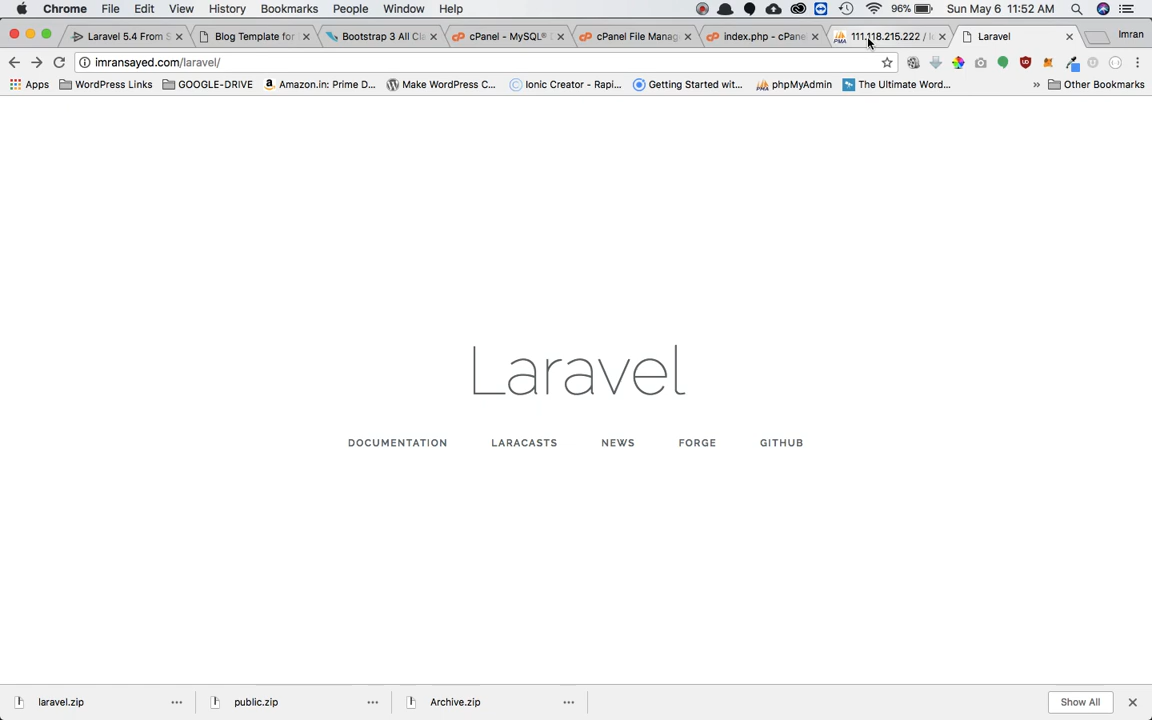 Chrome File Edit View History Bookmarks People Window Help 96% Sun May 6 11:52 AM
Laravel 5.4 From S Blog Template for Bootstrap 3 All Cla cPanel - MySQL® D cPanel File Manag index.php - cPane 111.118.215.222 / lo Laravel Imran
imransayed.com/laravel/
Apps WordPress Links GOOGLE-DRIVE Amazon.in: Prime D... Make WordPress C... Ionic Creator - Rapi... Getting Started wit... phpMyAdmin The Ultimate Word... » Other Bookmarks
Laravel
DOCUMENTATION LARACASTS NEWS FORGE GITHUB
laravel.zip public.zip Archive.zip Show All